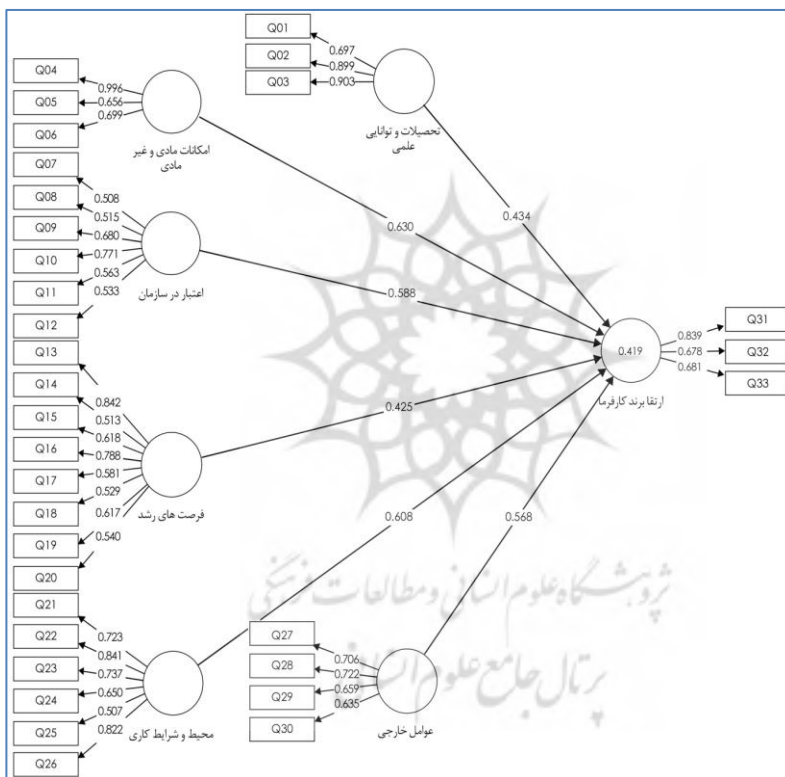 Q01
Q02
Q03
0.697
0.899
0.903
تحصیلات و توانایی
علمی
Q04
Q05
Q06
0.996
0.656
0.699
امکانات مادی و غیر
مادی
Q07
Q08
Q09
Q10
Q11
Q12
0.508
0.515
0.680
0.771
0.563
0.533
اعتبار در سازمان
Q13
Q14
Q15
Q16
Q17
Q18
Q19
Q20
0.842
0.513
0.618
0.788
0.581
0.529
0.617
0.540
فرصت های رشد
Q21
Q22
Q23
Q24
Q25
Q26
0.723
0.841
0.737
0.650
0.507
0.822
محیط و شرایط کاری
Q27
Q28
Q29
Q30
0.706
0.722
0.659
0.635
عوامل خارجی
0.434
0.630
0.588
0.425
0.608
0.568
0.419
ارتقا برند کارفرما
0.839
0.678
0.681
Q31
Q32
Q33
پژوهشگاه علوم انسانی و مطالعات فرهنگی
پرتال جامع علوم انسانی